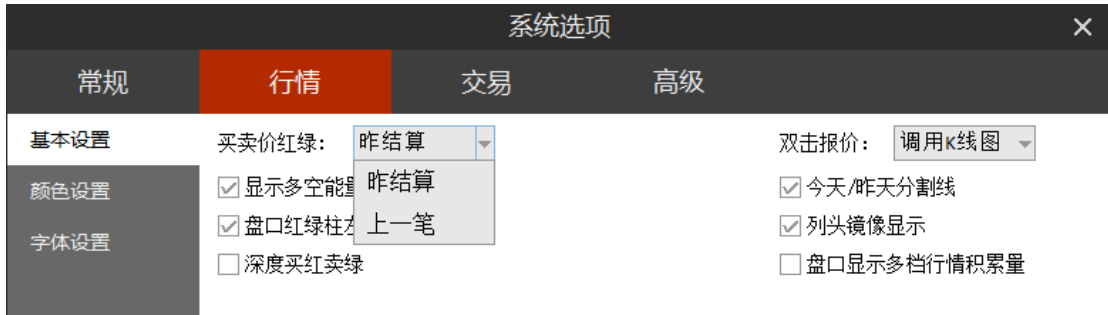 系统选项
常规 行情 交易 高级
基本设置 买卖价红绿: 昨结算 双击报价: 调用K线图
颜色设置 显示多空能量 昨结算 今天/昨天分割线
盘口红绿柱左 上一笔 列头镜像显示
字体设置
深度买红卖绿 盘口显示多档行情积累量